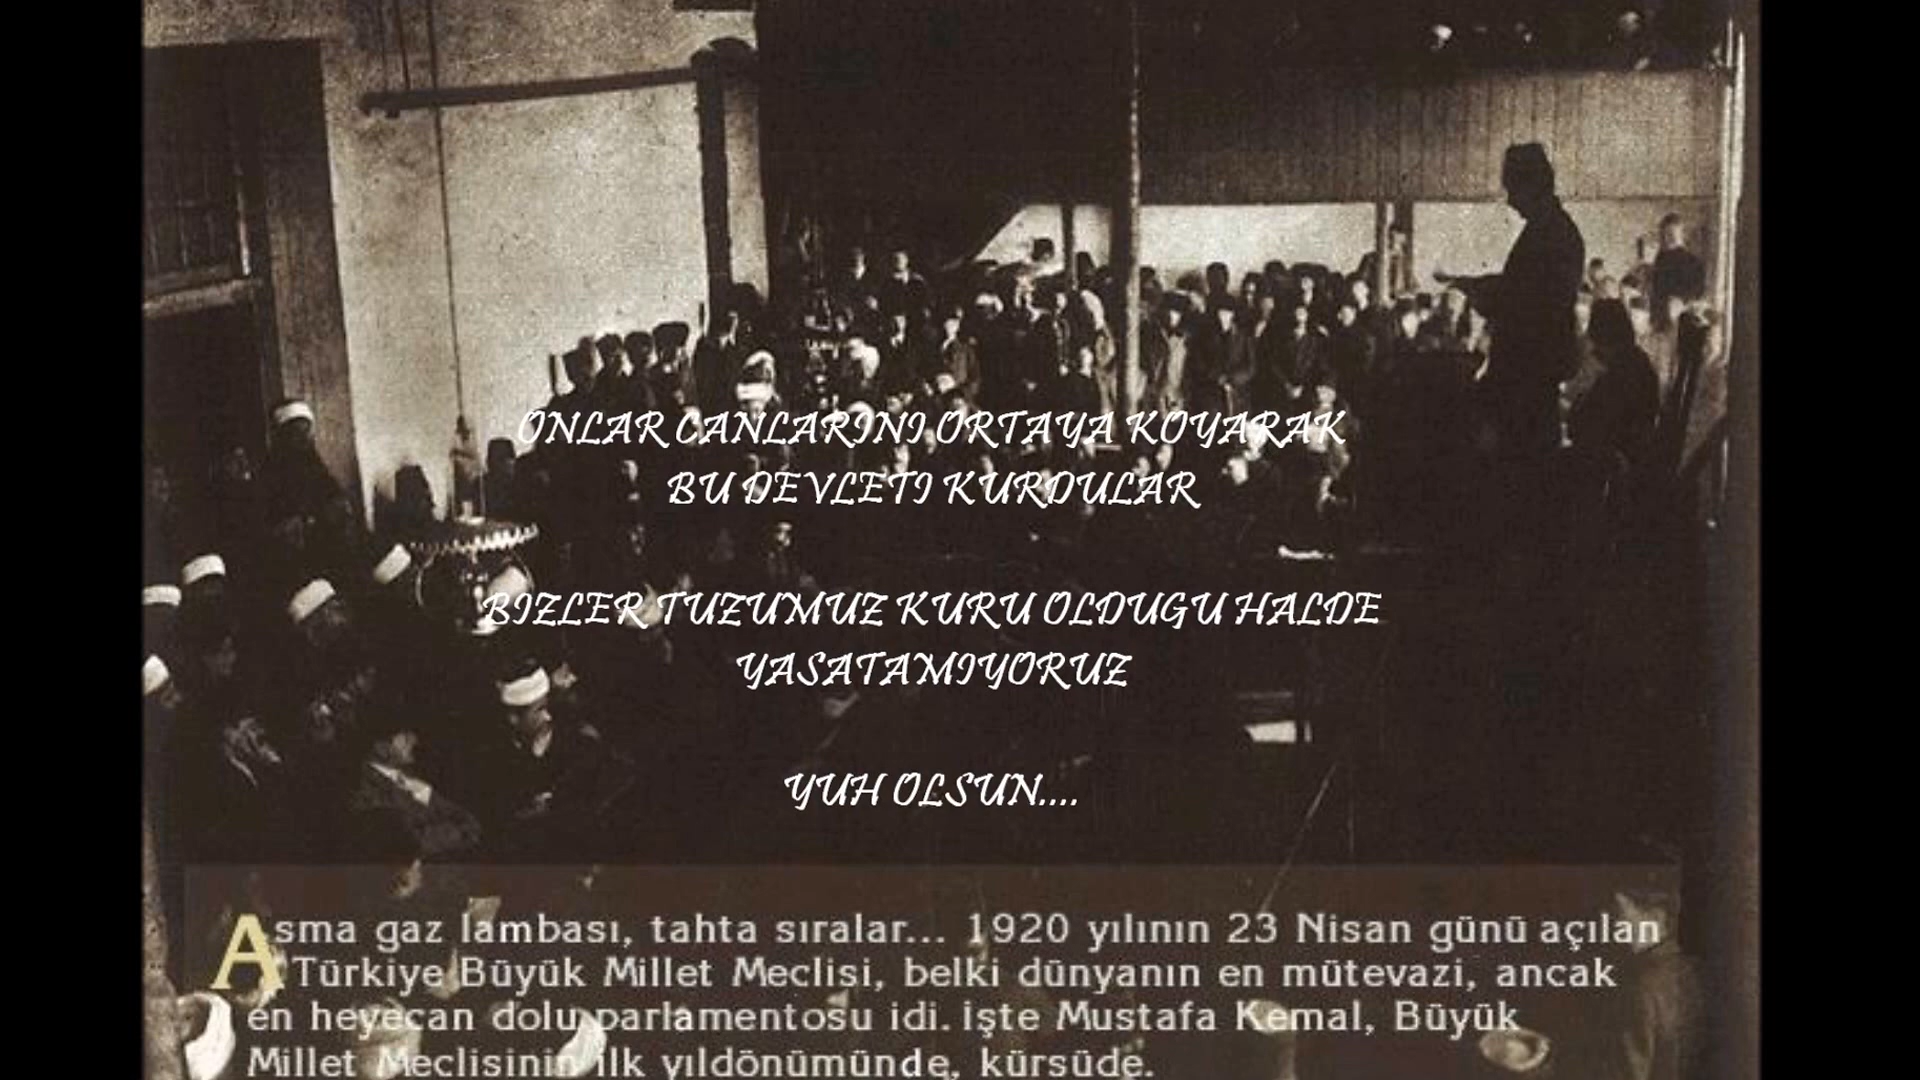 ONLAR CANLARINI ORTAYA KOYARAK
BU DEVLETI KURDULAR
BIZLER TUZUMUZ KURU OLDUGU HALDE
YASATAMIYORUZ
YUH OLSUN....
Asma gaz lambası, tahta sıralar... 1920 yılının 23 Nisan günü açılan
Türkiye Büyük Millet Meclisi, belki dünyanın en mütevazi, ancak
en heyecan dolu parlamentosu idi. İşte Mustafa Kemal, Büyük
Millet Meclisinin ilk yıldönümünde, kürsüde.